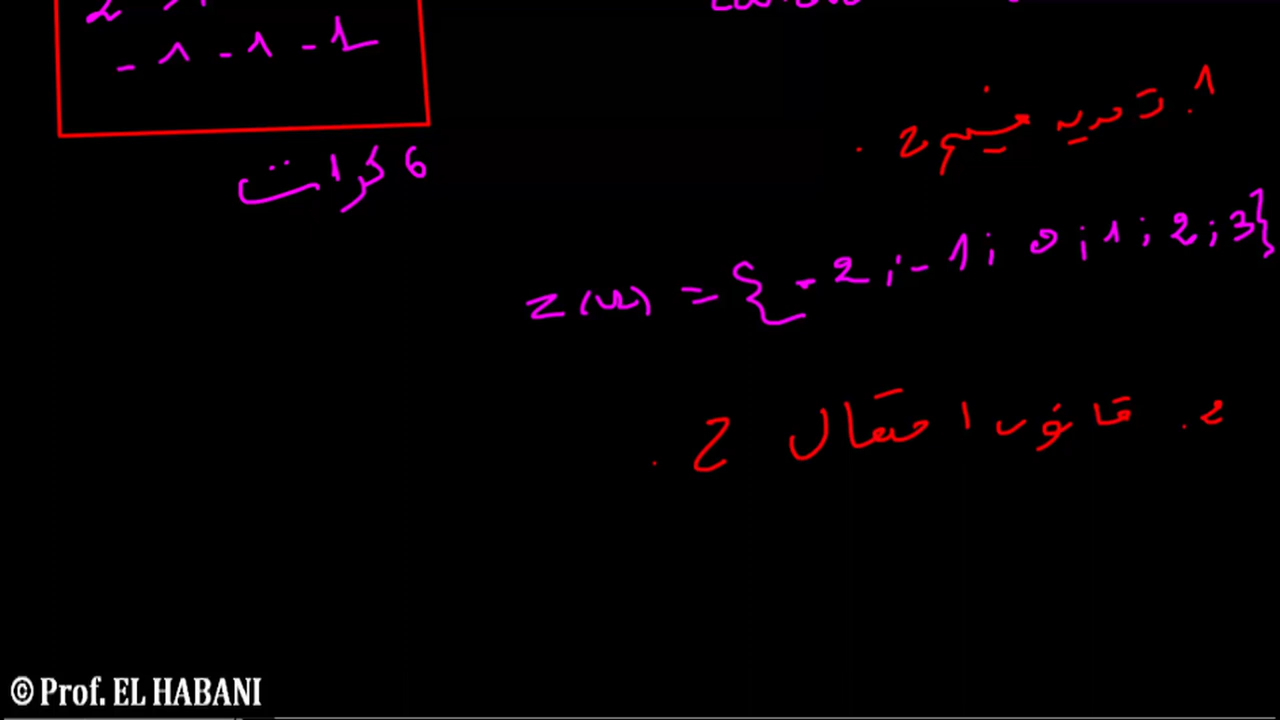 - 1 - 1 - 1
1. تحديد قيم Z .
6 كرات
Z(Ω) = { -2 ; -1 ; 0 ; 1 ; 2 ; 3 }
2. قانون احتمال Z .
© Prof. EL HABANI